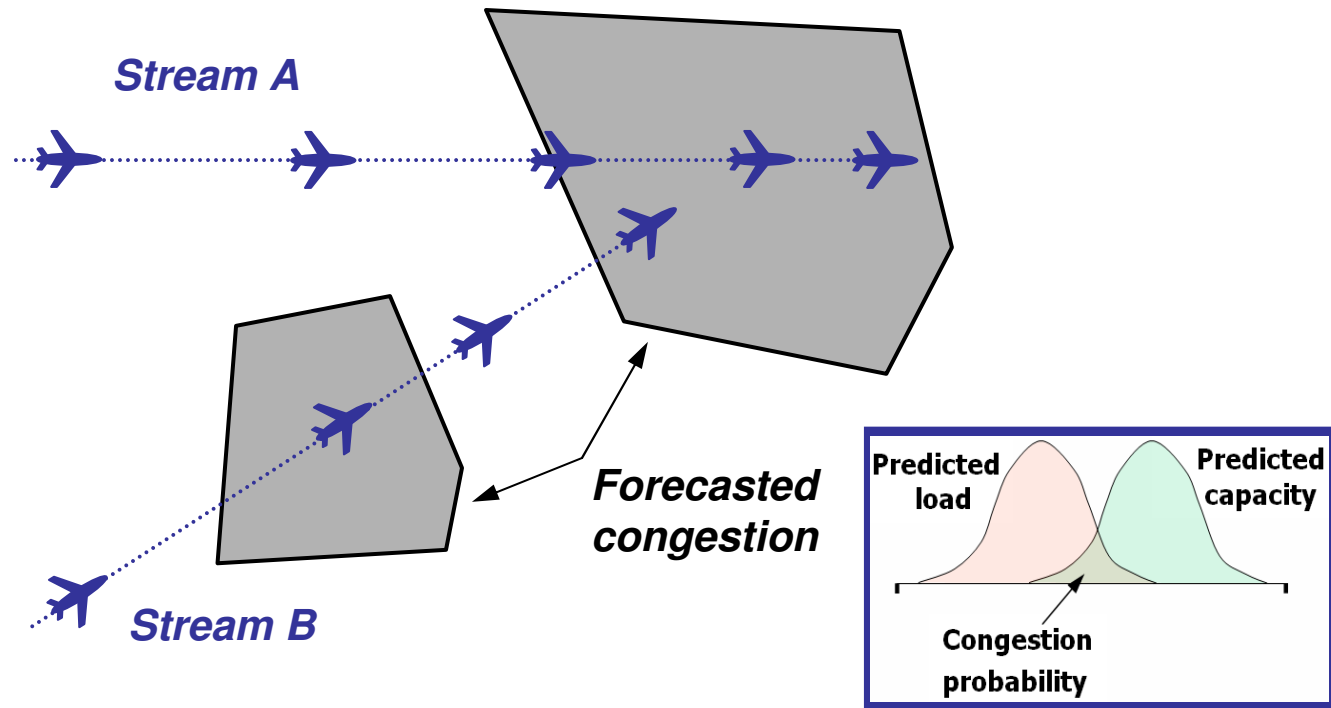 Stream A
Forecasted
congestion
Stream B
Predicted
load
Predicted
capacity
Congestion
probability